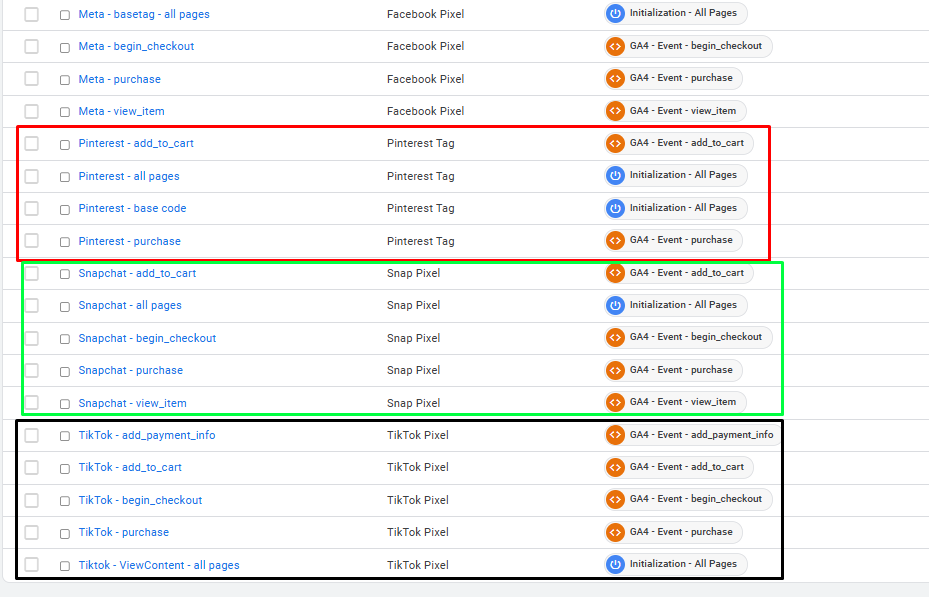 Meta - basetag - all pages Facebook Pixel Initialization - All Pages
Meta - begin_checkout Facebook Pixel GA4 - Event - begin_checkout
Meta - purchase Facebook Pixel GA4 - Event - purchase
Meta - view_item Facebook Pixel GA4 - Event - view_item
Pinterest - add_to_cart Pinterest Tag GA4 - Event - add_to_cart
Pinterest - all pages Pinterest Tag Initialization - All Pages
Pinterest - base code Pinterest Tag Initialization - All Pages
Pinterest - purchase Pinterest Tag GA4 - Event - purchase
Snapchat - add_to_cart Snap Pixel GA4 - Event - add_to_cart
Snapchat - all pages Snap Pixel Initialization - All Pages
Snapchat - begin_checkout Snap Pixel GA4 - Event - begin_checkout
Snapchat - purchase Snap Pixel GA4 - Event - purchase
Snapchat - view_item Snap Pixel GA4 - Event - view_item
TikTok - add_payment_info TikTok Pixel GA4 - Event - add_payment_info
TikTok - add_to_cart TikTok Pixel GA4 - Event - add_to_cart
TikTok - begin_checkout TikTok Pixel GA4 - Event - begin_checkout
TikTok - purchase TikTok Pixel GA4 - Event - purchase
Tiktok - ViewContent - all pages TikTok Pixel Initialization - All Pages